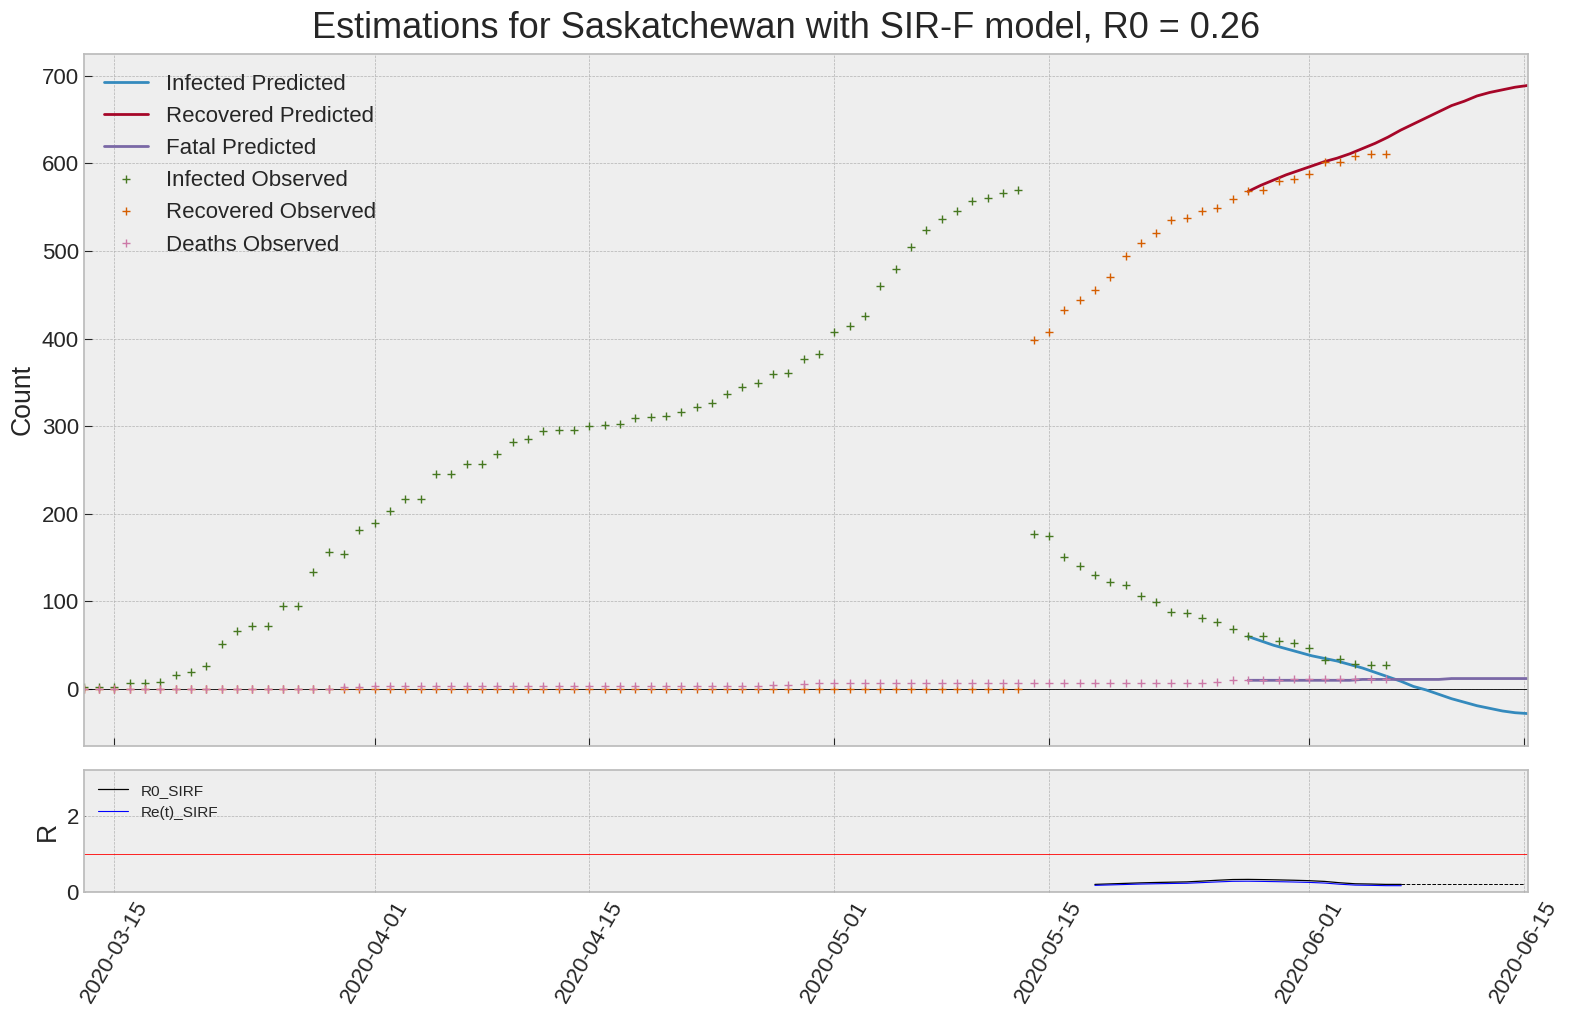 Estimations for Saskatchewan with SIR-F model, R0 = 0.26
700
600
500
400
300
200
100
0
Count
Infected Predicted
Recovered Predicted
Fatal Predicted
Infected Observed
Recovered Observed
Deaths Observed
2
0
R
R0_SIRF
Re(t)_SIRF
2020-03-15
2020-04-01
2020-04-15
2020-05-01
2020-05-15
2020-06-01
2020-06-15